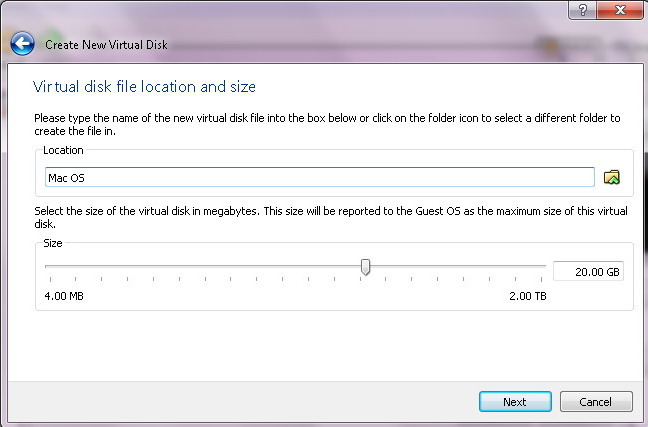 Create New Virtual Disk
Virtual disk file location and size
Please type the name of the new virtual disk file into the box below or click on the folder icon to select a different folder to
create the file in.
Location
Mac OS
Select the size of the virtual disk in megabytes. This size will be reported to the Guest OS as the maximum size of this virtual
disk.
Size
20.00 GB
4.00 MB 2.00 TB
Next Cancel